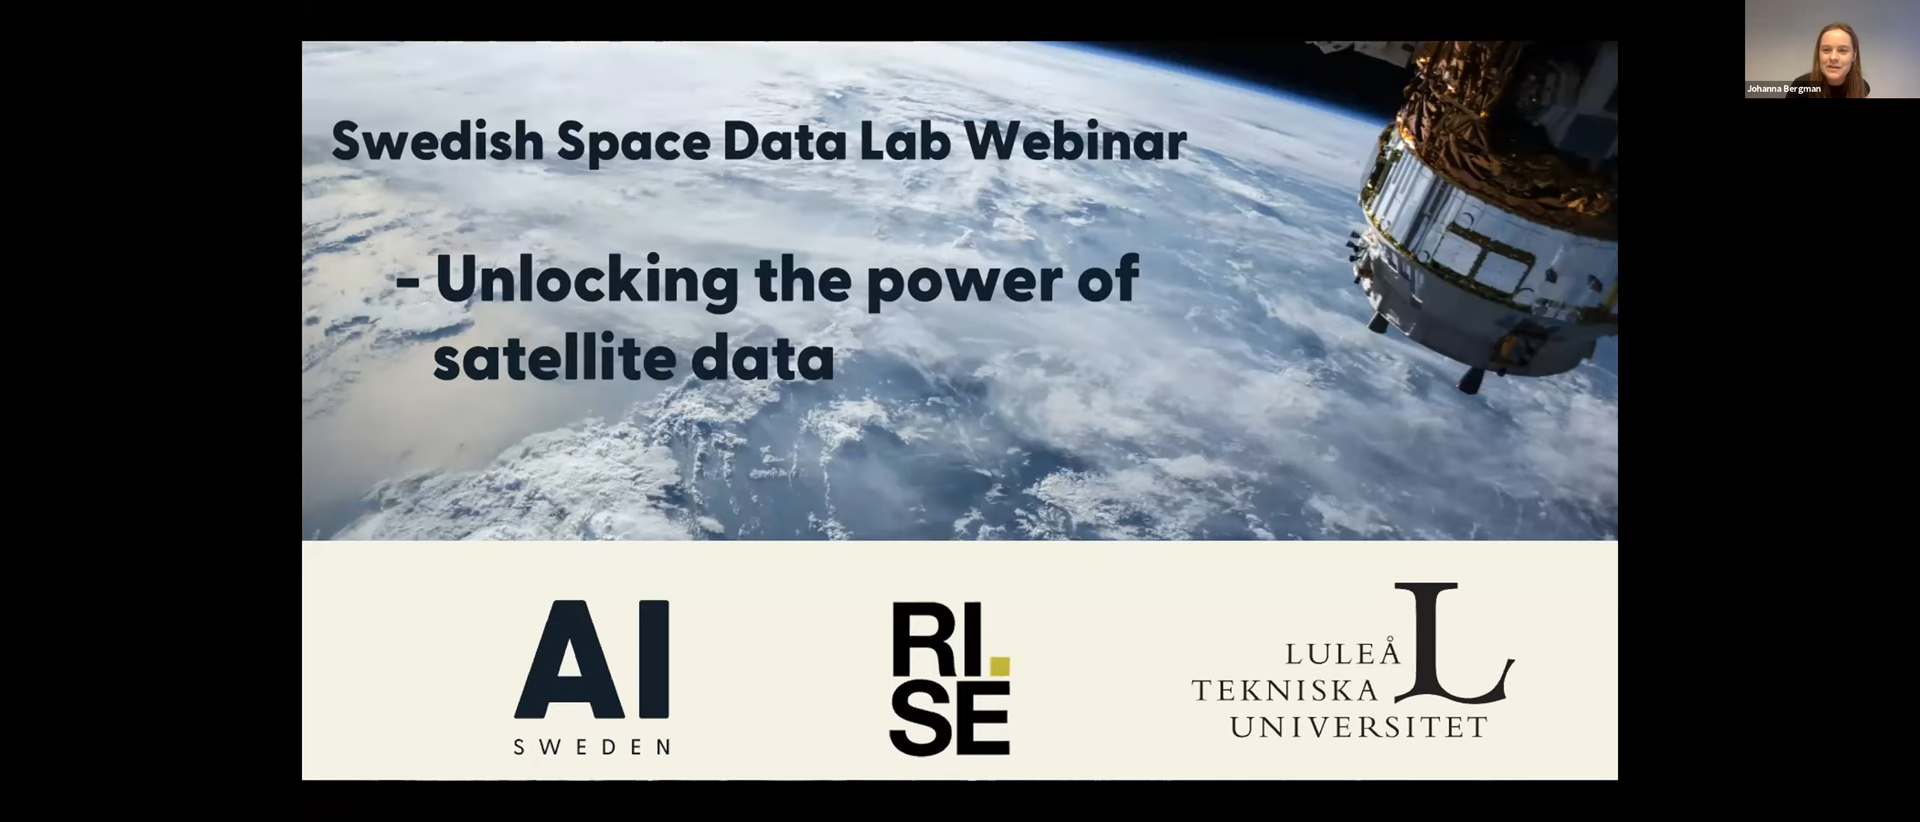 Swedish Space Data Lab Webinar
- Unlocking the power of
satellite data
AI
SWEDEN
RI.
SE
LULEÅ
TEKNISKA
UNIVERSITET
L
Johanna Bergman